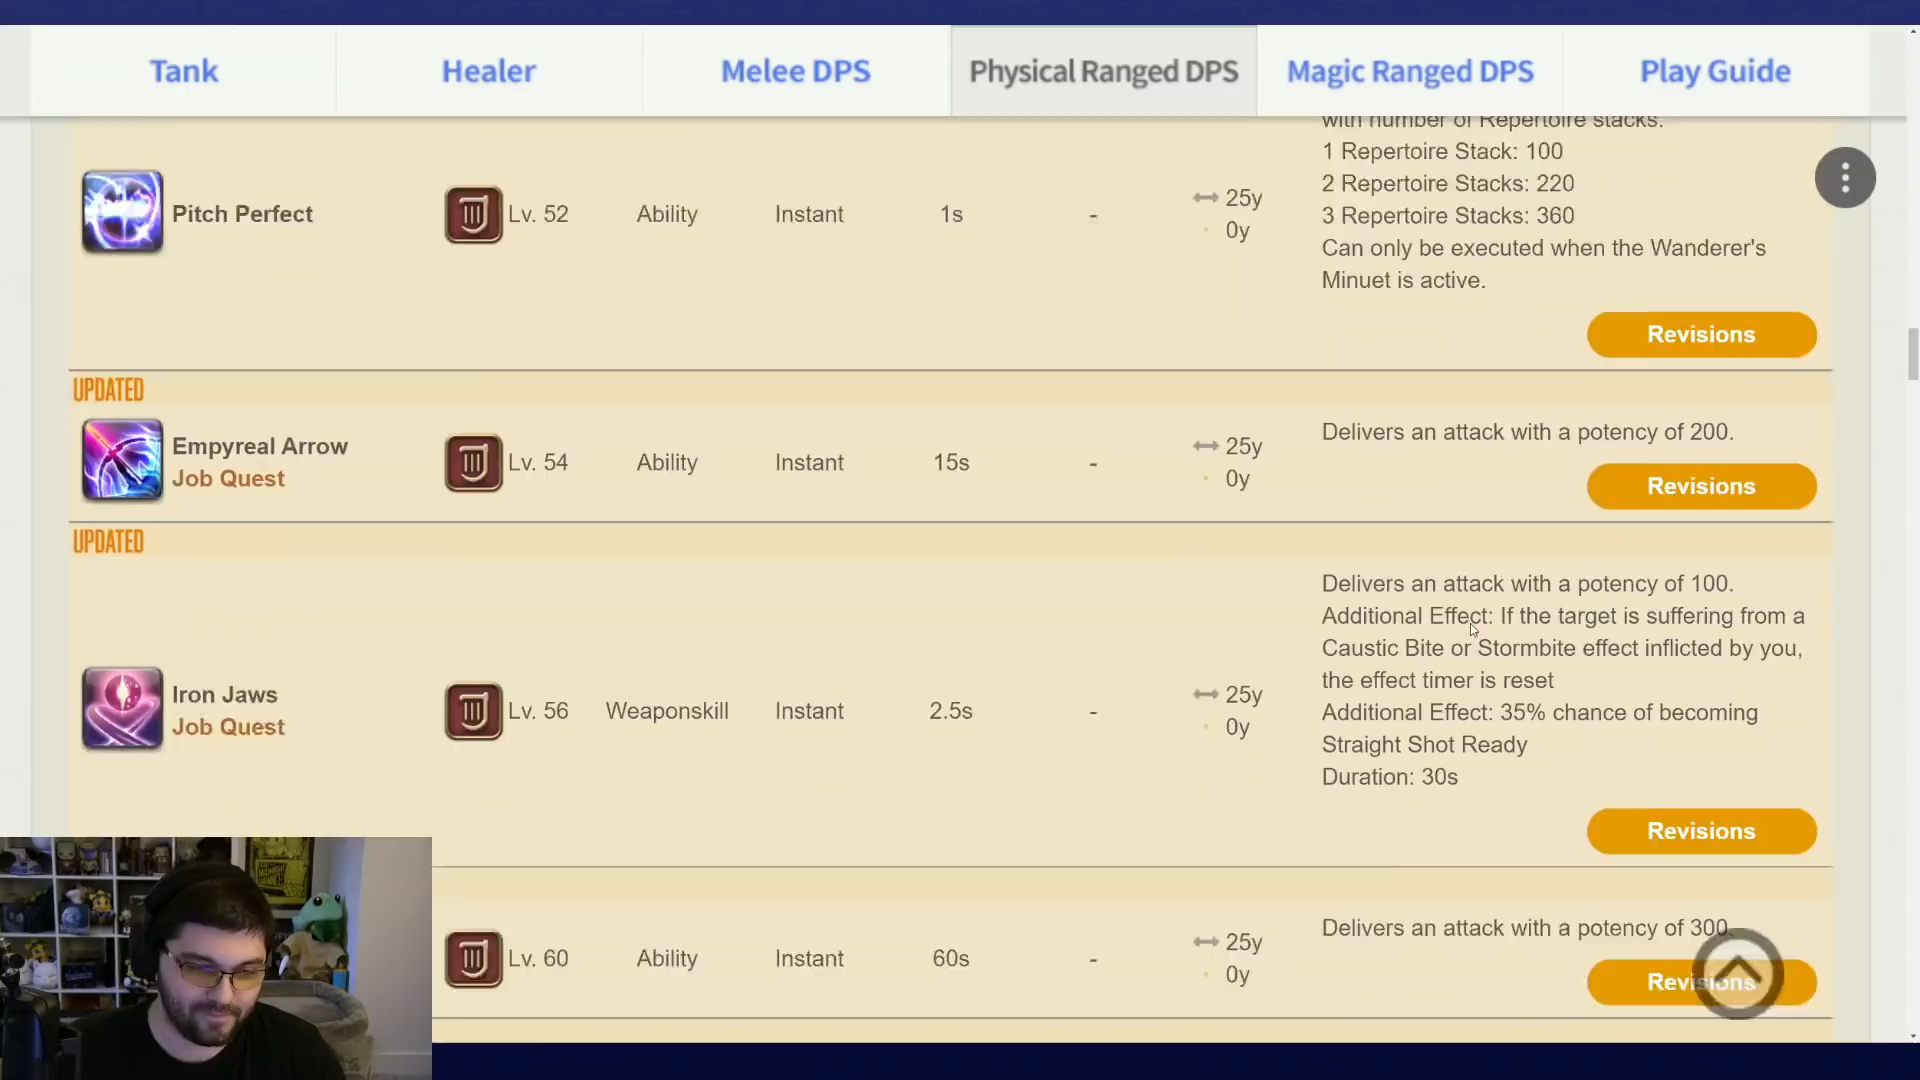 Tank
Healer
Melee DPS
Physical Ranged DPS
Magic Ranged DPS
Play Guide
with number of Repertoire stacks.
1 Repertoire Stack: 100
2 Repertoire Stacks: 220
3 Repertoire Stacks: 360
Can only be executed when the Wanderer's
Minuet is active.
Pitch Perfect
Lv. 52
Ability
Instant
1s
-
25y
0y
Revisions
UPDATED
Empyreal Arrow
Job Quest
Lv. 54
Ability
Instant
15s
-
25y
0y
Delivers an attack with a potency of 200.
Revisions
UPDATED
Iron Jaws
Job Quest
Lv. 56
Weaponskill
Instant
2.5s
-
25y
0y
Delivers an attack with a potency of 100.
Additional Effect: If the target is suffering from a
Caustic Bite or Stormbite effect inflicted by you,
the effect timer is reset
Additional Effect: 35% chance of becoming
Straight Shot Ready
Duration: 30s
Revisions
Lv. 60
Ability
Instant
60s
-
25y
0y
Delivers an attack with a potency of 300.
Revisions